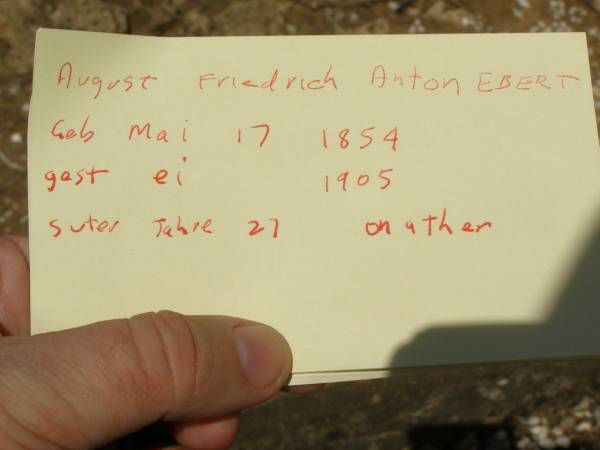 August Friedrich Anton EBERT
Geb Mai 17 1854
gest ei 1905
suter Jahre 27 on a ther